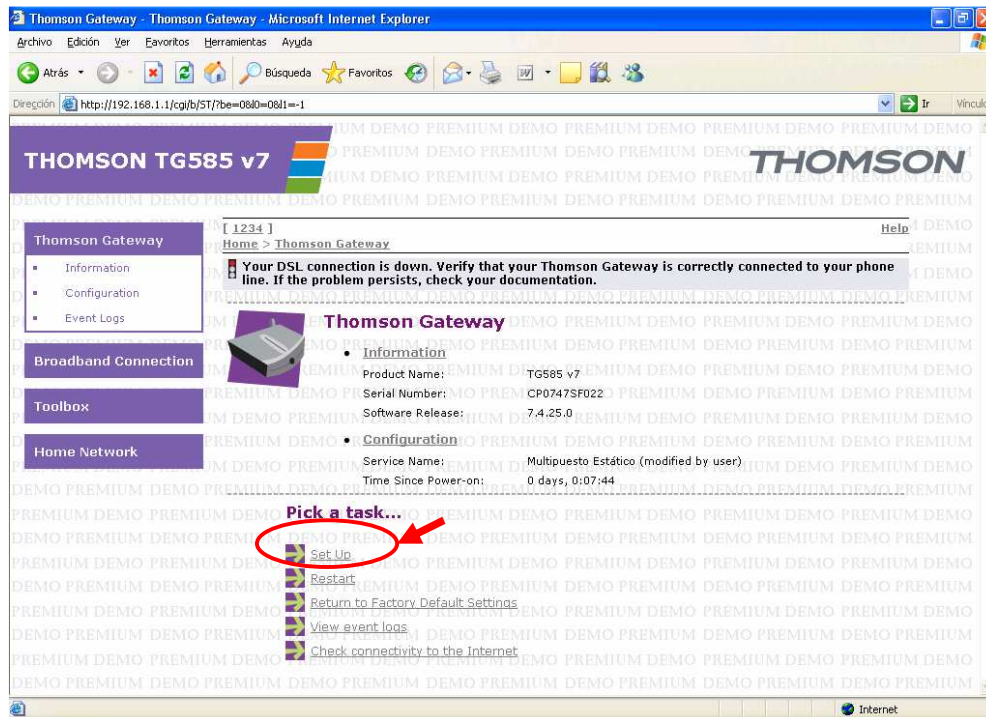 Thomson Gateway - Thomson Gateway - Microsoft Internet Explorer
Archivo Edición Ver Favoritos Herramientas Ayuda
Atrás Búsqueda Favoritos
Dirección http://192.168.1.1/cgi/b/ST/?be=0&l0=0&l1=-1 Ir Vínculo
THOMSON TG585 v7
THOMSON
[ 1234 ] Help
Home > Thomson Gateway
Thomson Gateway
Information
Configuration
Event Logs
Broadband Connection
Toolbox
Home Network
Your DSL connection is down. Verify that your Thomson Gateway is correctly connected to your phone
line. If the problem persists, check your documentation.
Thomson Gateway
Information
Product Name: TG585 v7
Serial Number: CP0747SF022
Software Release: 7.4.25.0
Configuration
Service Name: Multipuesto Estático (modified by user)
Time Since Power-on: 0 days, 0:07:44
Pick a task...
Set Up
Restart
Return to Factory Default Settings
View event logs
Check connectivity to the Internet
Internet